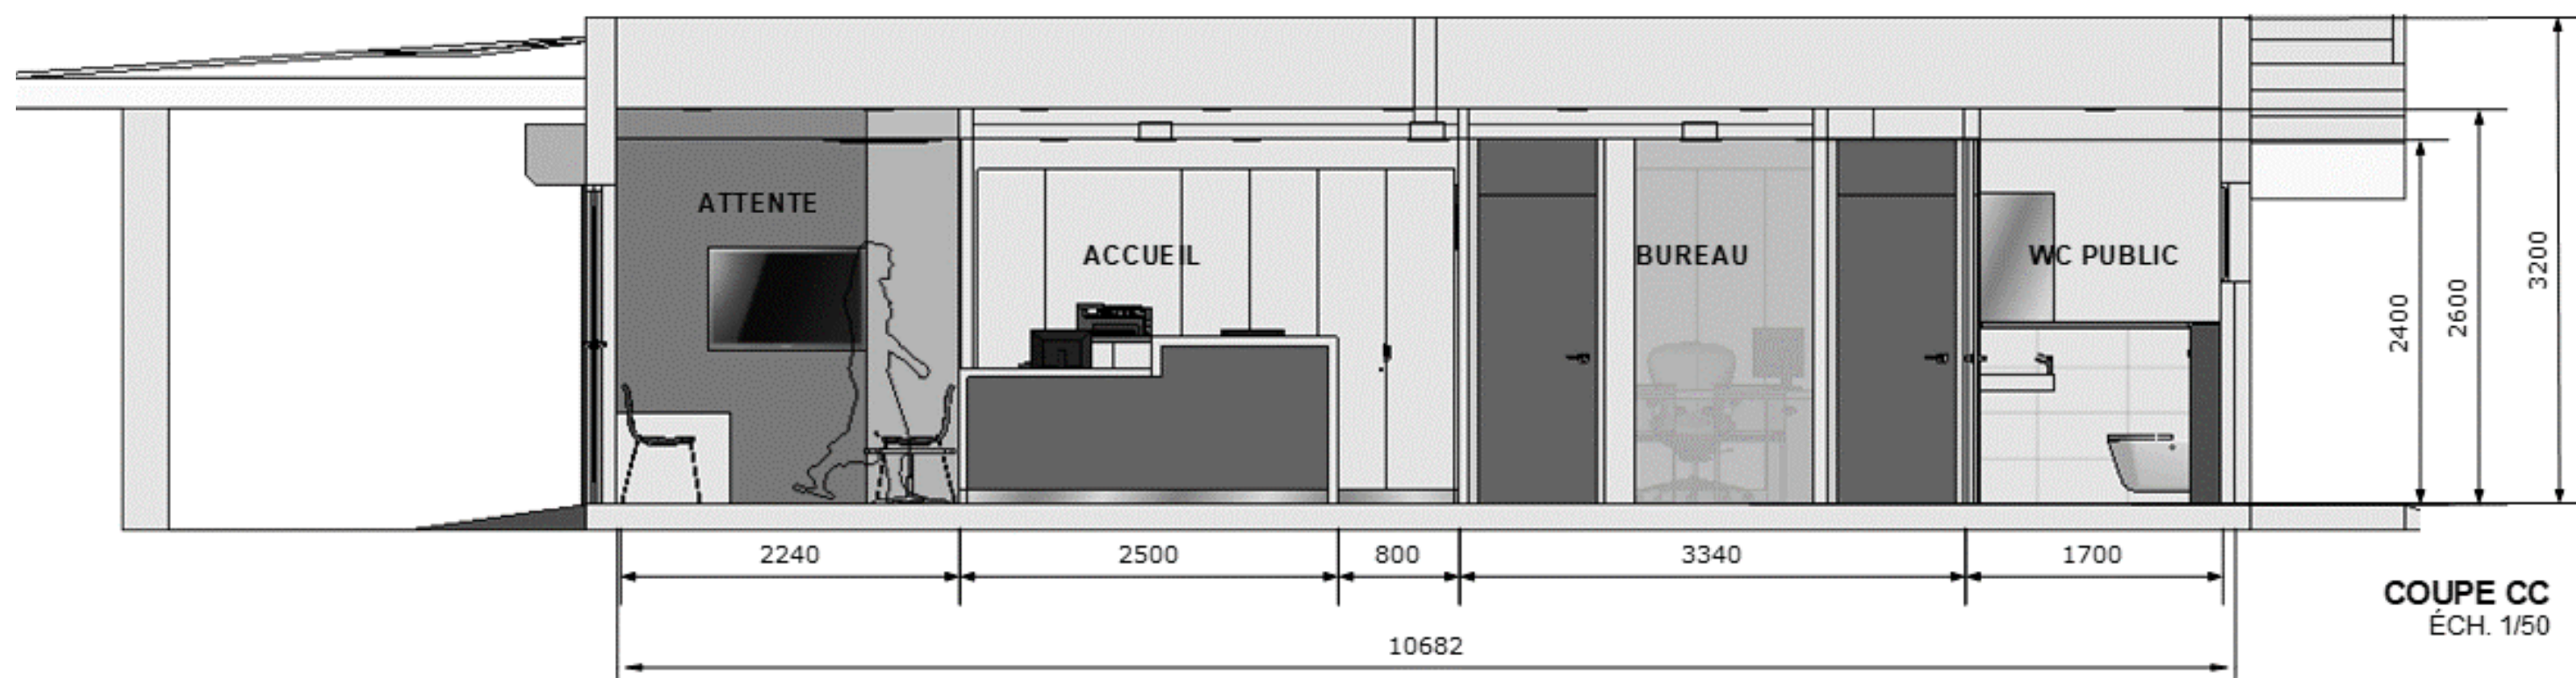 ATTENTE
ACCUEIL
BUREAU
WC PUBLIC
2400
2600
3200
2240
2500
800
3340
1700
10682
COUPE CC
ÉCH. 1/50